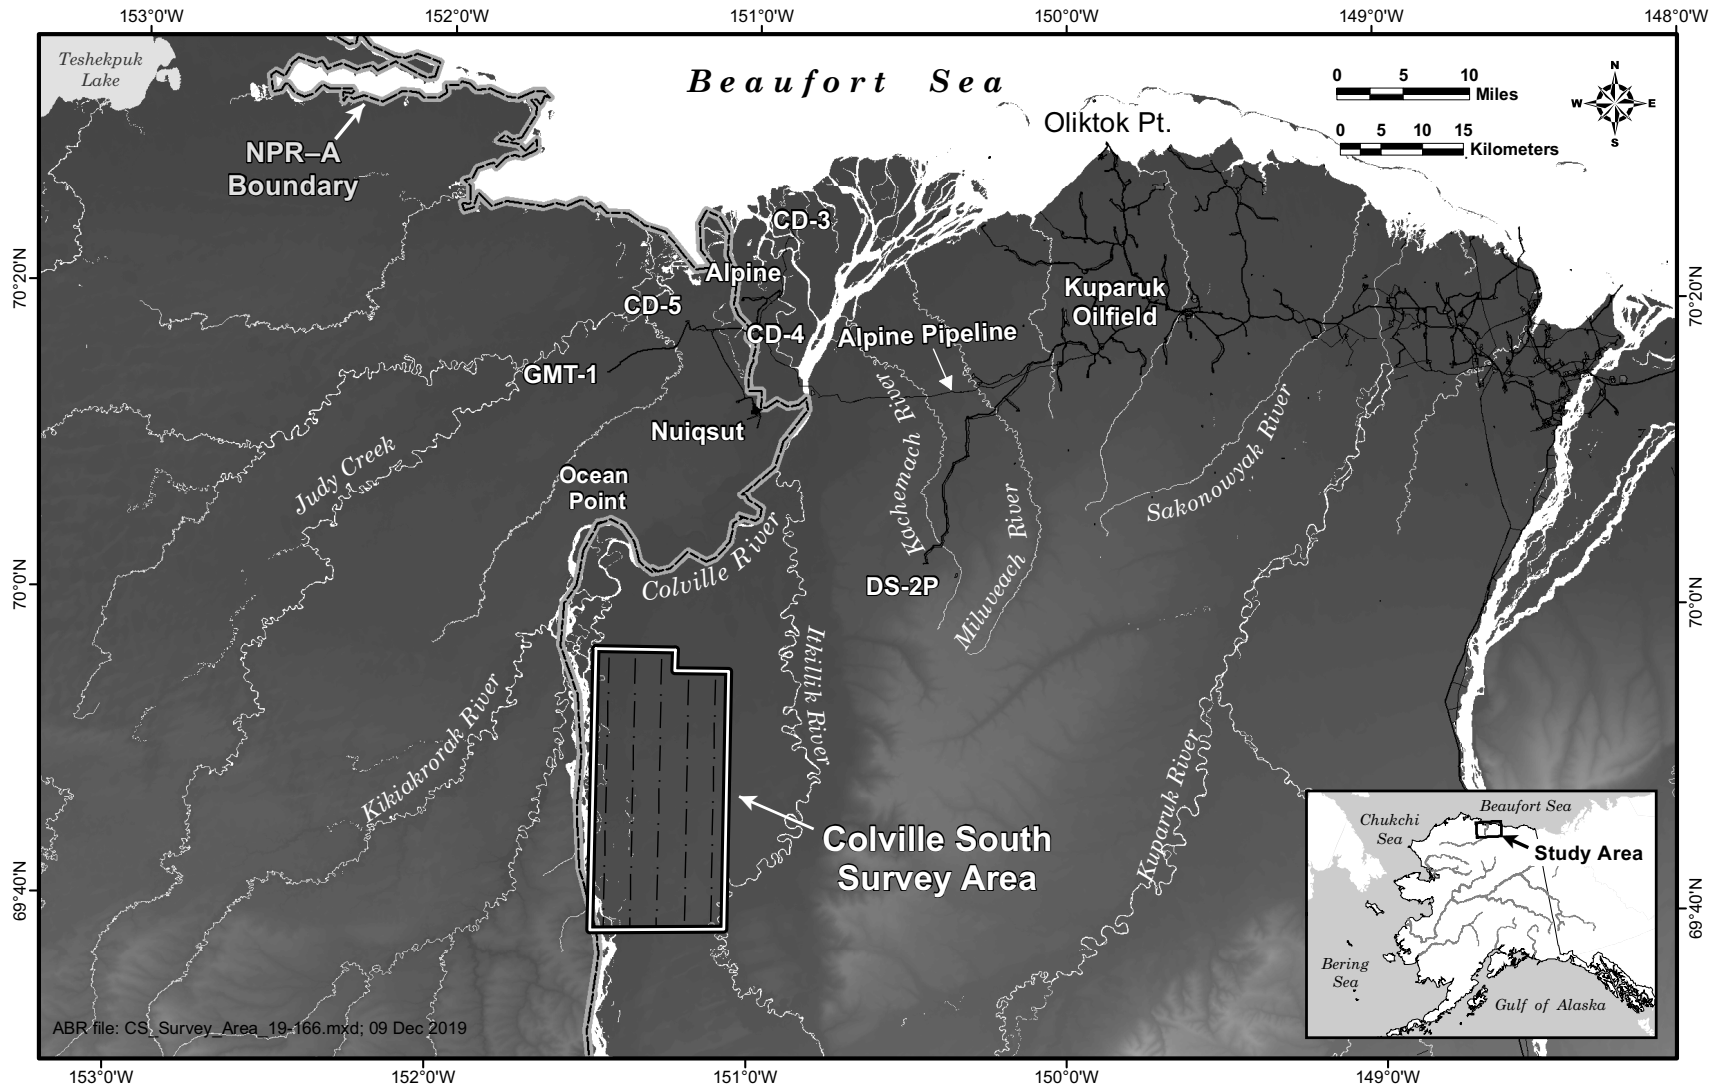 153°0'W
152°0'W
151°0'W
150°0'W
149°0'W
148°0'W
Teshekpuk
Lake
Beaufort Sea
0 5 10
Miles
0 5 10 15
Kilometers
N
W E
S
Oliktok Pt.
NPR–A
Boundary
CD-3
Alpine
CD-5
CD-4
Kuparuk
Oilfield
Alpine Pipeline
GMT-1
Nuiqsut
70°20'N
70°20'N
Judy Creek
Ocean
Point
Kachemach River
Miluveach River
Sakonowyak River
Colville River
DS-2P
70°0'N
70°0'N
Itkillik River
Kikiakrorak River
Kuparuk River
Colville South
Survey Area
69°40'N
69°40'N
Beaufort Sea
Chukchi
Sea
Study Area
Bering
Sea
Gulf of Alaska
ABR file: CS_Survey_Area_19-166.mxd; 09 Dec 2019
153°0'W
152°0'W
151°0'W
150°0'W
149°0'W